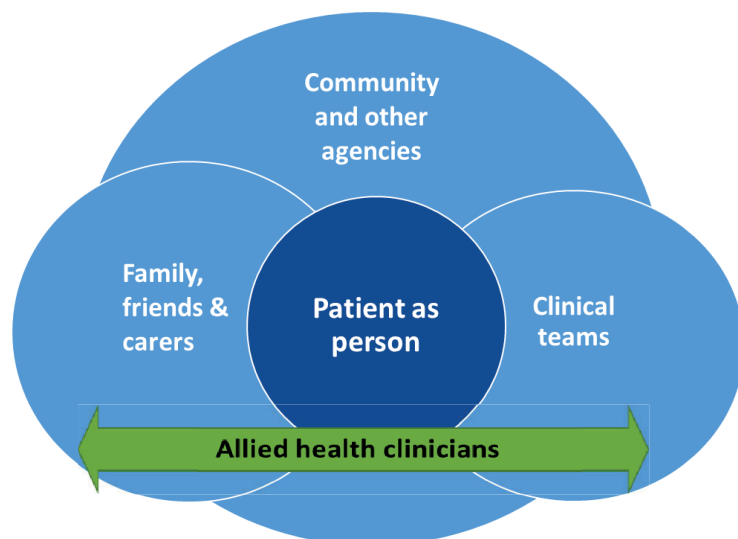 Community
and other
agencies
Family,
friends &
carers
Patient as
person
Clinical
teams
Allied health clinicians